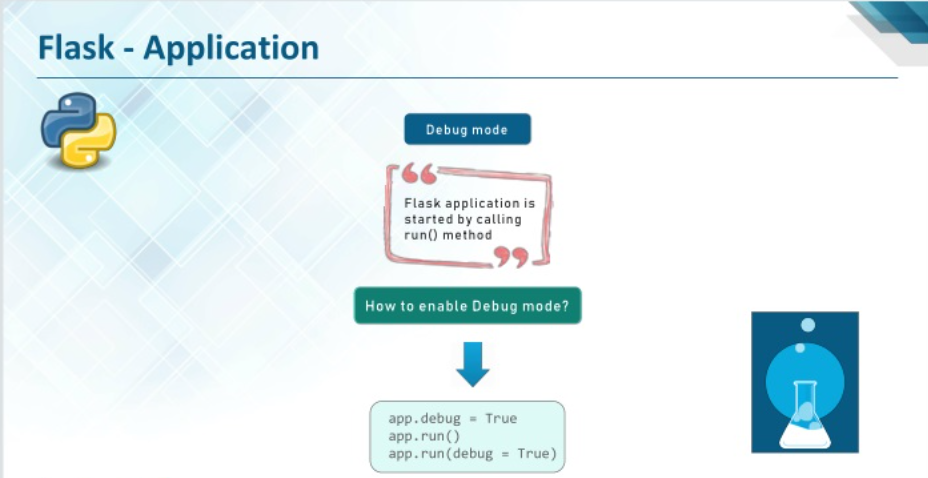 Flask - Application
Debug mode
Flask application is
started by calling
run() method
How to enable Debug mode?
app.debug = True
app.run()
app.run(debug = True)